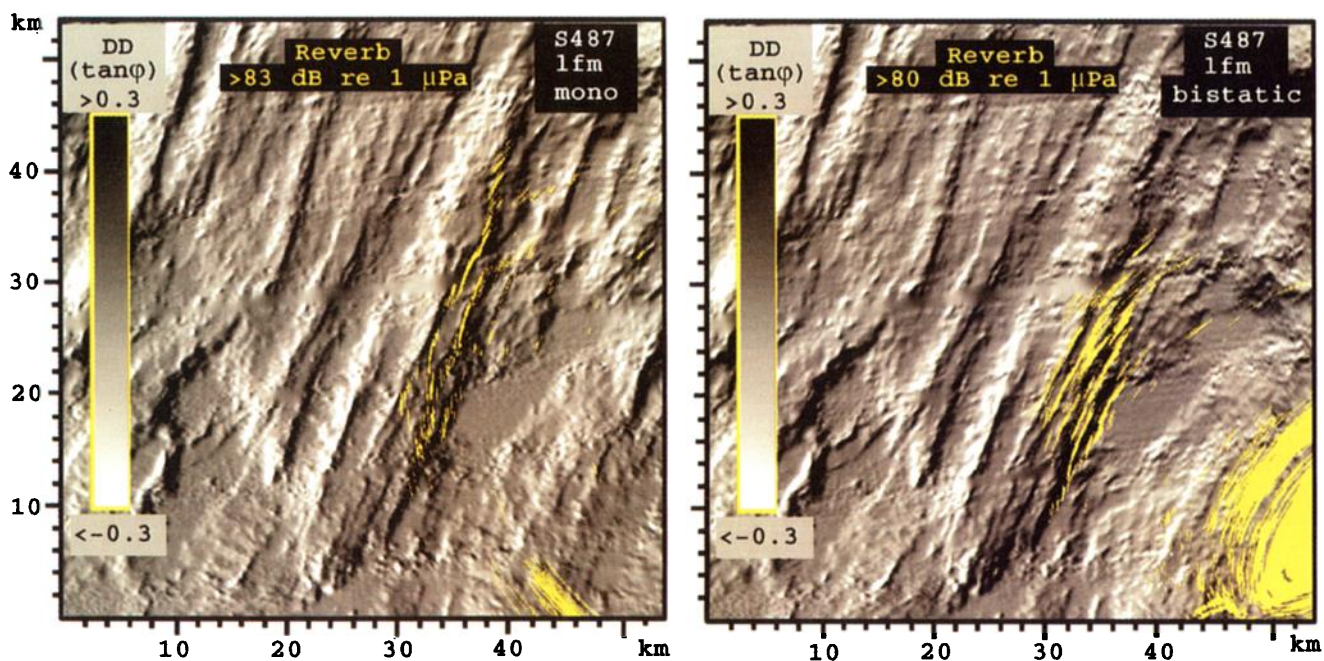 km
DD
(tanφ)
>0.3
Reverb
>83 dB re 1 μPa
S487
lfm
mono
40
30
20
10
<-0.3
10
20
30
40
km
DD
(tanφ)
>0.3
Reverb
>80 dB re 1 μPa
S487
lfm
bistatic
<-0.3
10
20
30
40
km